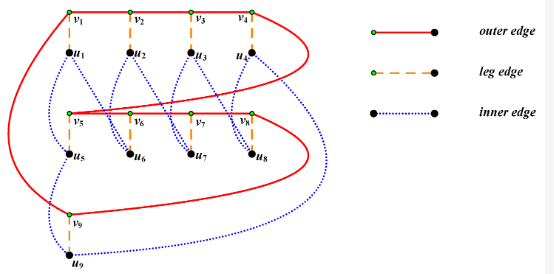 v1 v2 v3 v4
u1 u2 u3 u4
v5 v6 v7 v8
u5 u6 u7 u8
v9
u9
outer edge
leg edge
inner edge